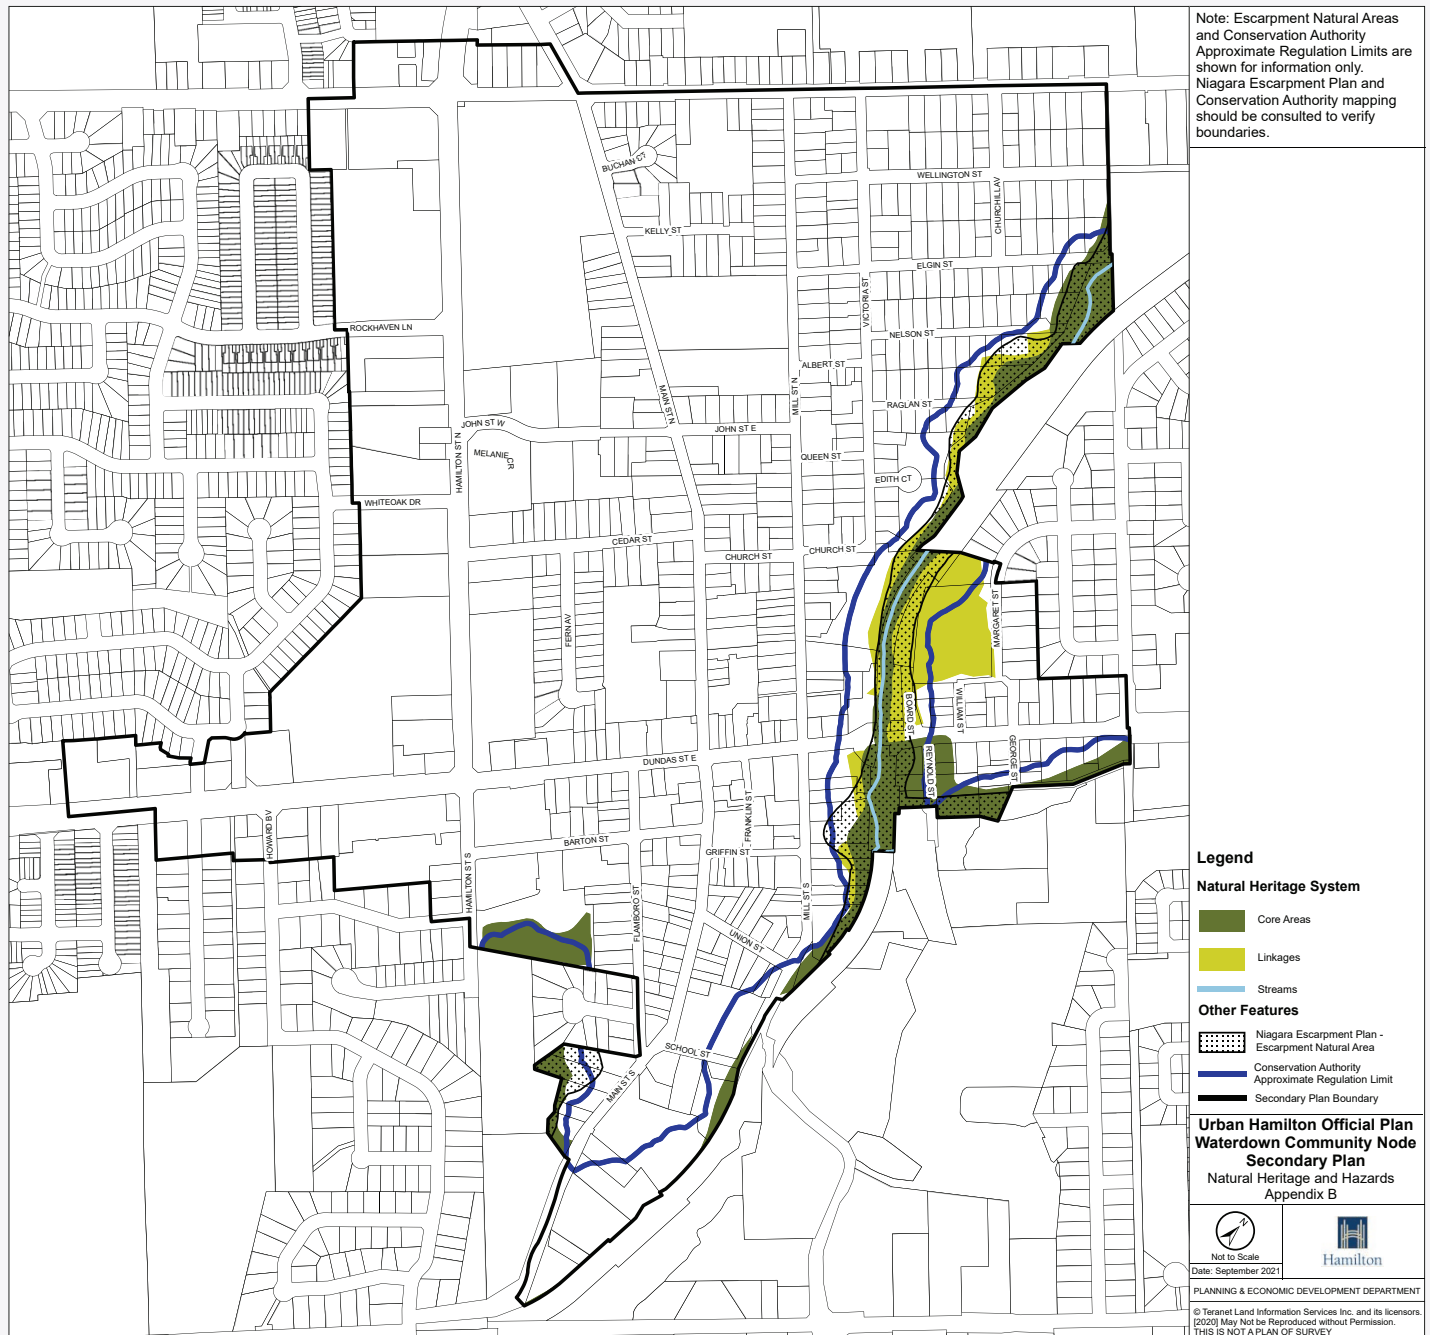 Note: Escarpment Natural Areas
and Conservation Authority
Approximate Regulation Limits are
shown for information only.
Niagara Escarpment Plan and
Conservation Authority mapping
should be consulted to verify
boundaries.
BUCHAN CT
WELLINGTON ST
CHURCHILL AV
KELLY ST
ELGIN ST
VICTORIA ST
ROCKHAVEN LN
NELSON ST
ALBERT ST
MAIN ST N
MILL ST N
RAGLAN ST
JOHN ST W
JOHN ST E
HAMILTON ST N
MELANIE CR
QUEEN ST
EDITH CT
WHITEOAK DR
CEDAR ST
CHURCH ST
CHURCH ST
FERN AV
MARGARET ST
BOARD ST
WILLIAM ST
REYNOLD ST
GEORGE ST
DUNDAS ST E
FRANKLIN ST
HOWARD BV
BARTON ST
GRIFFIN ST
HAMILTON ST S
FLAMBORO ST
MILL ST S
UNION ST
SCHOOL ST
MAIN ST S
Legend
Natural Heritage System
Core Areas
Linkages
Streams
Other Features
Niagara Escarpment Plan -
Escarpment Natural Area
Conservation Authority
Approximate Regulation Limit
Secondary Plan Boundary
Urban Hamilton Official Plan
Waterdown Community Node
Secondary Plan
Natural Heritage and Hazards
Appendix B
N
Not to Scale
Date: September 2021
Hamilton
PLANNING & ECONOMIC DEVELOPMENT DEPARTMENT
© Teranet Land Information Services Inc. and its licensors.
[2020] May Not be Reproduced without Permission.
THIS IS NOT A PLAN OF SURVEY